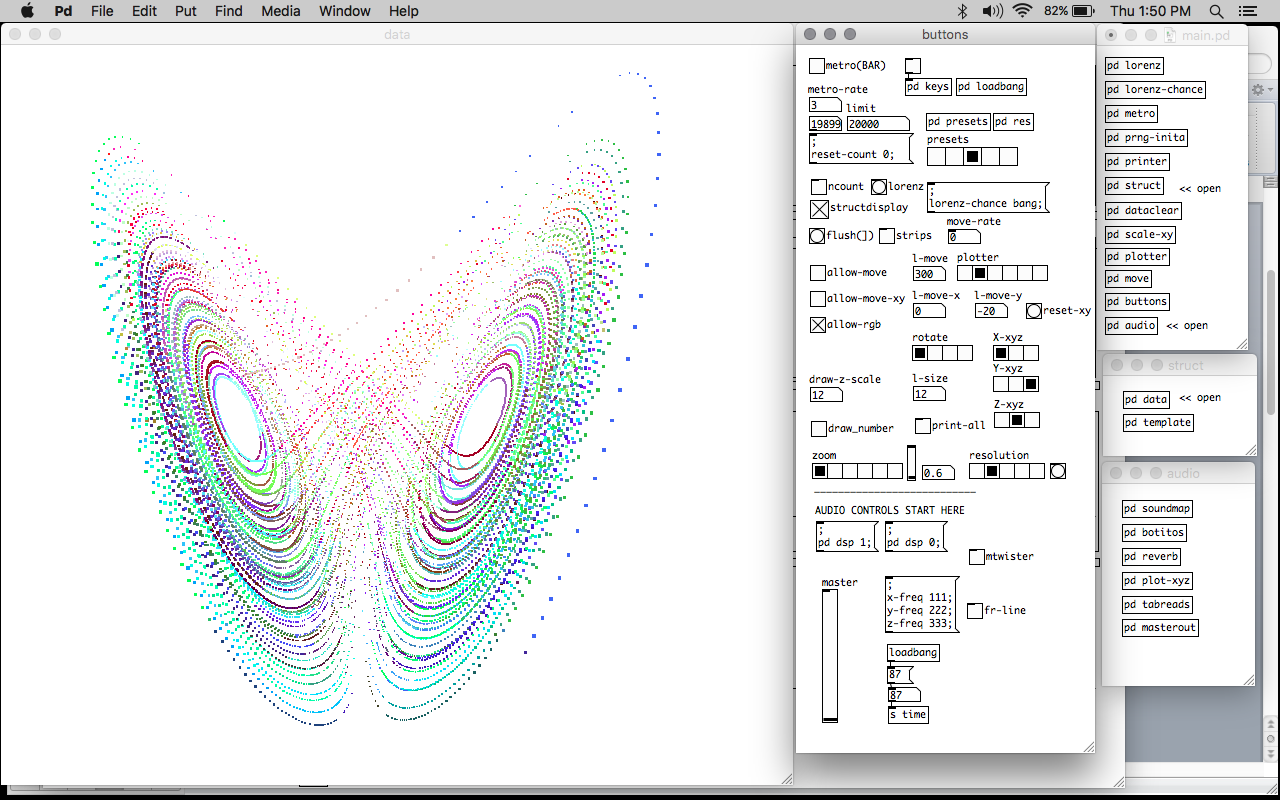 Pd File Edit Put Find Media Window Help 82% Thu 1:50 PM
data
buttons
metro(BAR)
pd keys
pd loadbang
metro-rate
3
limit
19899
20000
pd presets
pd res
;
reset-count 0;
presets
ncount
lorenz
;
lorenz-chance bang;
structdisplay
flush(])
strips
move-rate
0
allow-move
l-move
300
plotter
allow-move-xy
l-move-x
0
l-move-y
-20
reset-xy
allow-rgb
rotate
X-xyz
Y-xyz
draw-z-scale
12
l-size
12
Z-xyz
draw_number
print-all
zoom
0.6
resolution
AUDIO CONTROLS START HERE
;
pd dsp 1;
;
pd dsp 0;
mtwister
master
;
x-freq 111;
y-freq 222;
z-freq 333;
fr-line
loadbang
87
87
s time
main.pd
pd lorenz
pd lorenz-chance
pd metro
pd prng-inita
pd printer
pd struct << open
pd dataclear
pd scale-xy
pd plotter
pd move
pd buttons
pd audio << open
struct
pd data << open
pd template
audio
pd soundmap
pd botitos
pd reverb
pd plot-xyz
pd tabreads
pd masterout